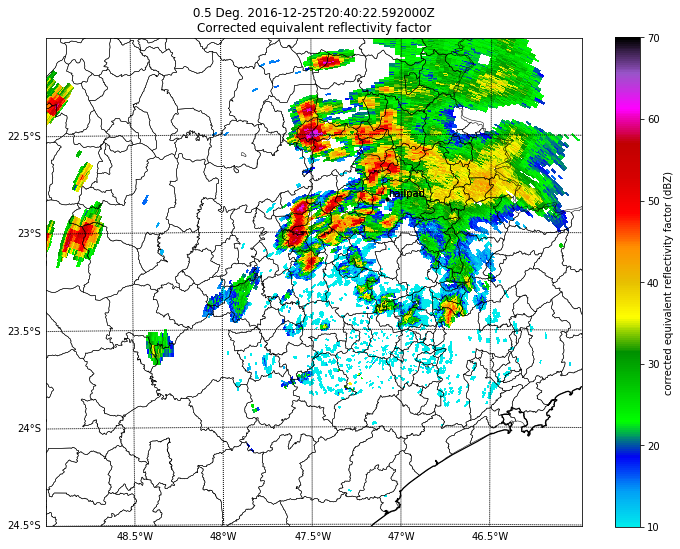 0.5 Deg. 2016-12-25T20:40:22.592000Z
Corrected equivalent reflectivity factor
22.5°S
23°S
23.5°S
24°S
24.5°S
48.5°W
48°W
47.5°W
47°W
46.5°W
70
60
50
40
30
20
10
corrected equivalent reflectivity factor (dBZ)